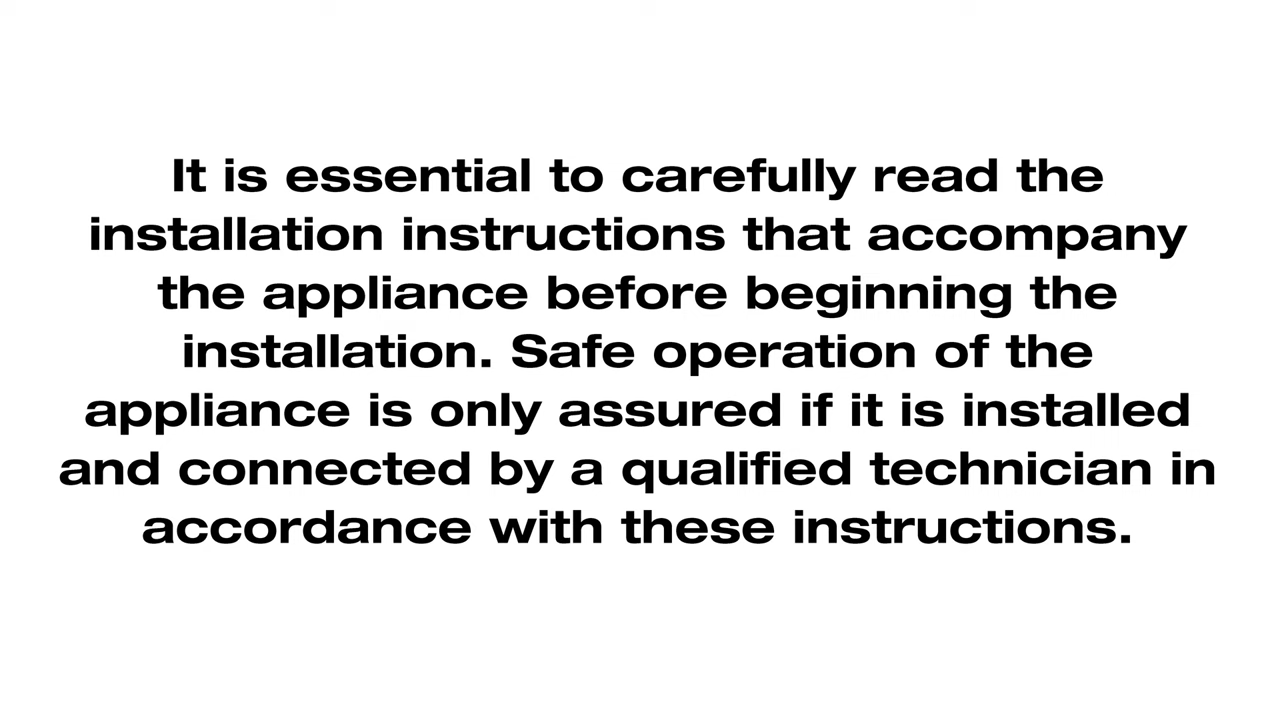 It is essential to carefully read the
installation instructions that accompany
the appliance before beginning the
installation. Safe operation of the
appliance is only assured if it is installed
and connected by a qualified technician in
accordance with these instructions.